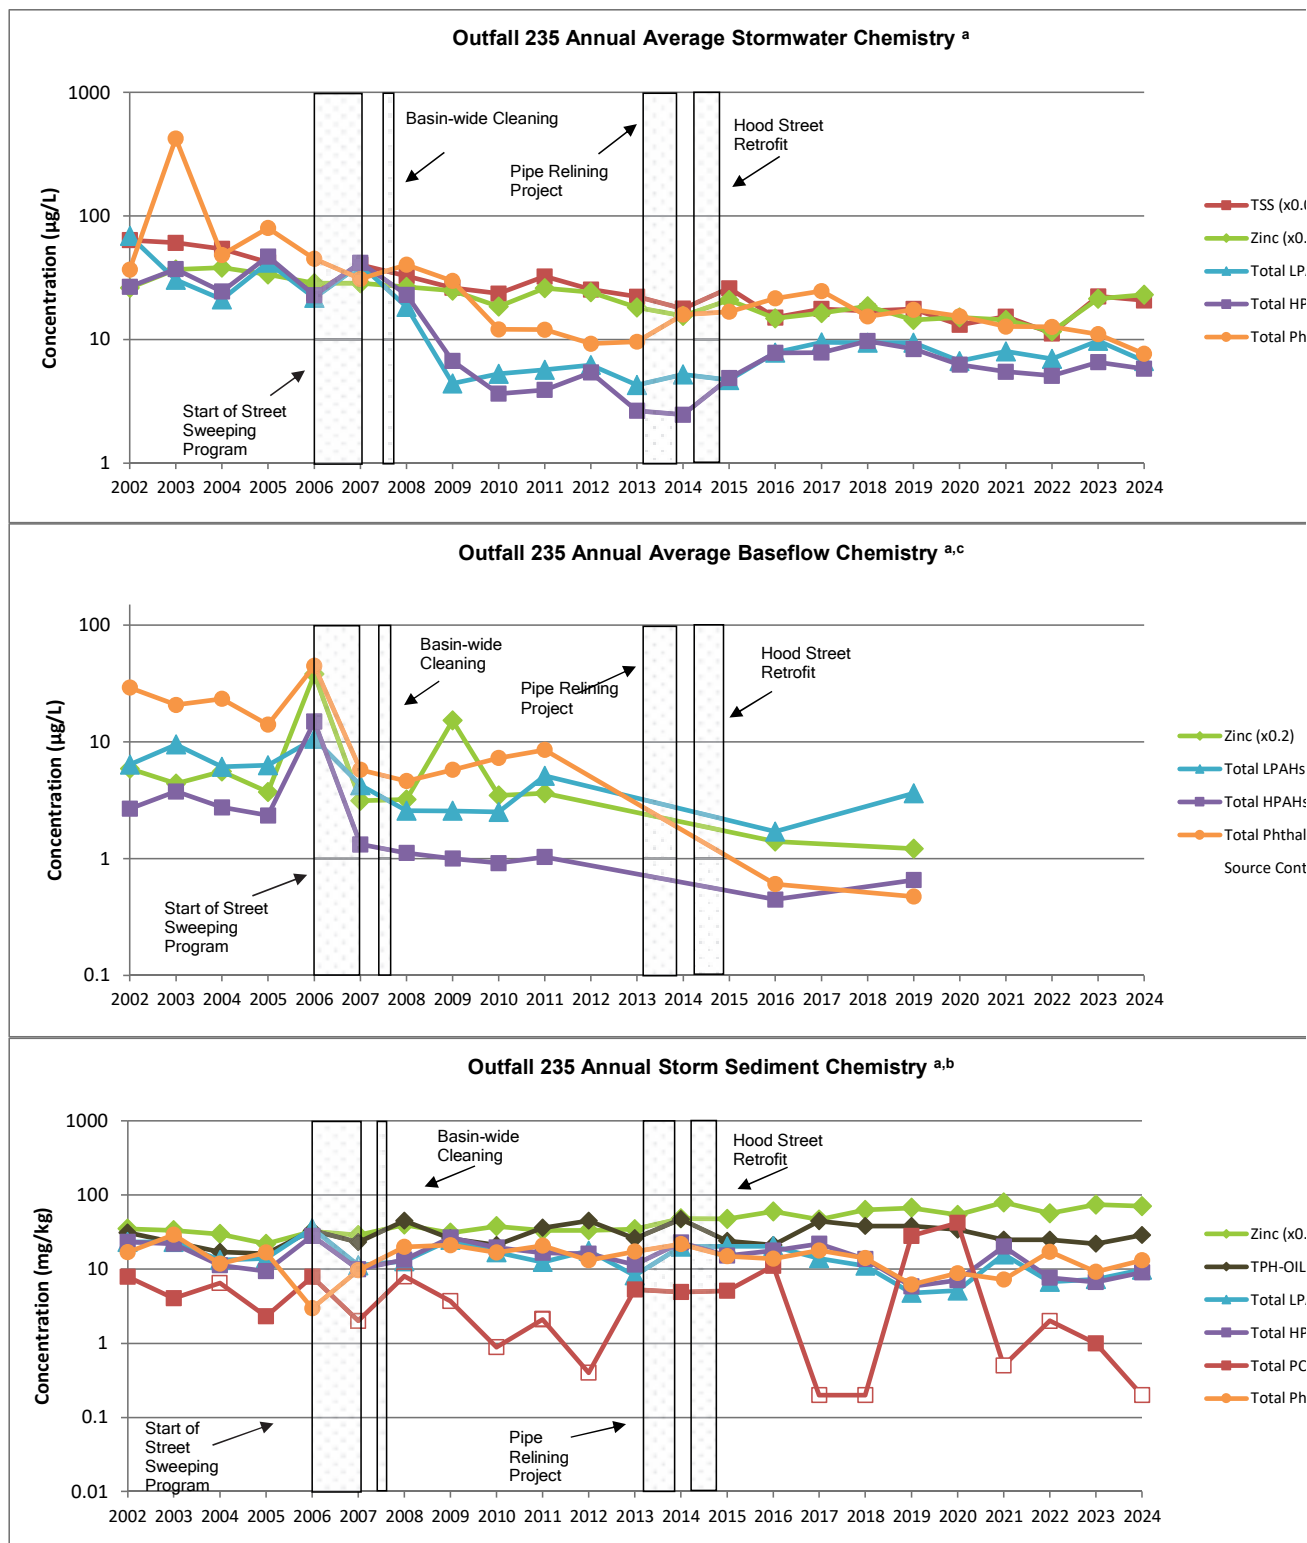 Outfall 235 Annual Average Stormwater Chemistry a
1000
100
10
1
Concentration (µg/L)
Basin-wide Cleaning
Pipe Relining
Project
Hood Street
Retrofit
Start of Street
Sweeping
Program
TSS (x0.
Zinc (x0.
Total LP
Total HP
Total Ph
2002 2003 2004 2005 2006 2007 2008 2009 2010 2011 2012 2013 2014 2015 2016 2017 2018 2019 2020 2021 2022 2023 2024
Outfall 235 Annual Average Baseflow Chemistry a,c
100
10
1
0.1
Concentration (µg/L)
Basin-wide
Cleaning
Pipe Relining
Project
Hood Street
Retrofit
Start of Street
Sweeping
Program
Zinc (x0.2)
Total LPAHs
Total HPAHs
Total Phthal
Source Cont
2002 2003 2004 2005 2006 2007 2008 2009 2010 2011 2012 2013 2014 2015 2016 2017 2018 2019 2020 2021 2022 2023 2024
Outfall 235 Annual Storm Sediment Chemistry a,b
1000
100
10
1
0.1
0.01
Concentration (mg/kg)
Basin-wide
Cleaning
Hood Street
Retrofit
Start of
Street
Sweeping
Program
Pipe
Relining
Project
Zinc (x0.
TPH-OIL
Total LP
Total HP
Total PC
Total Ph
2002 2003 2004 2005 2006 2007 2008 2009 2010 2011 2012 2013 2014 2015 2016 2017 2018 2019 2020 2021 2022 2023 2024